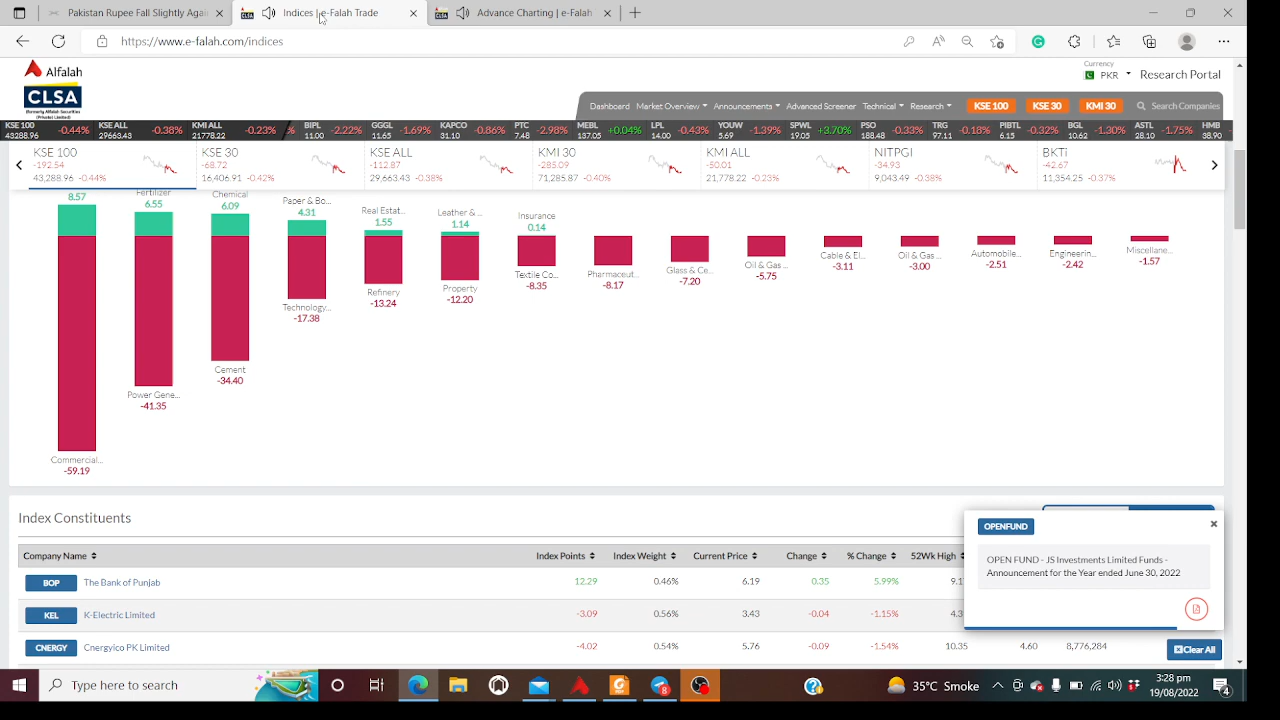 Pakistan Rupee Fall Slightly Agai
Indices | e-Falah Trade
Advance Charting | e-Falah
https://www.e-falah.com/indices
Alfalah
CLSA
(Formerly Alfalah Securities
(Private) Limited)
Currency
PKR
Research Portal
Dashboard Market Overview Announcements Advanced Screener Technical Research KSE 100 KSE 30 KMI 30 Search Companies
KSE 100 43288.96 -0.44%
KSE ALL 29663.43 -0.38%
KMI ALL 21778.22 -0.23%
%
BIPL 11.00 -2.22%
GGGL 11.65 -1.69%
KAPCO 31.10 -0.86%
PTC 7.48 -2.98%
MEBL 187.05 +0.04%
LPL 14.00 -0.43%
YOUW 5.69 -1.39%
SPWL 19.05 +3.70%
PSO 188.48 -0.33%
TRG 97.11 -0.18%
PIBTL 6.15 -0.32%
BGL 10.62 -1.30%
ASTL 28.10 -1.75%
HMB 38.90
KSE 100
-192.54
43,288.96 -0.44%
KSE 30
-68.72
16,406.91 -0.42%
KSE ALL
-112.87
29,663.43 -0.38%
KMI 30
-285.09
71,285.87 -0.40%
KMI ALL
-50.01
21,778.22 -0.23%
NITPGI
-34.93
9,043.49 -0.38%
BKTi
-42.67
11,354.25 -0.37%
8.57
Fertilizer
6.55
Chemical
6.09
Paper & Bo...
4.31
Real Estat...
1.55
Leather & ...
1.14
Insurance
0.14
Commercial...
-59.19
Power Gene...
-41.35
Cement
-34.40
Technology...
-17.38
Refinery
-13.24
Property
-12.20
Textile Co...
-8.35
Pharmaceut...
-8.17
Glass & Ce...
-7.20
Oil & Gas ...
-5.75
Cable & El...
-3.11
Oil & Gas ...
-3.00
Automobile...
-2.51
Engineerin...
-2.42
Miscellane...
-1.57
Index Constituents
Company Name Index Points Index Weight Current Price Change % Change 52Wk High
BOP The Bank of Punjab 12.29 0.46% 6.19 0.35 5.99% 9.1
KEL K-Electric Limited -3.09 0.56% 3.43 -0.04 -1.15% 4.3
CNERGY Cnergyico PK Limited -4.02 0.54% 5.76 -0.09 -1.54% 10.35 4.60 8,776,284
OPENFUND
OPEN FUND - JS Investments Limited Funds -
Announcement for the Year ended June 30, 2022
Clear All
Type here to search
8
35°C Smoke
3:28 pm
19/08/2022
4